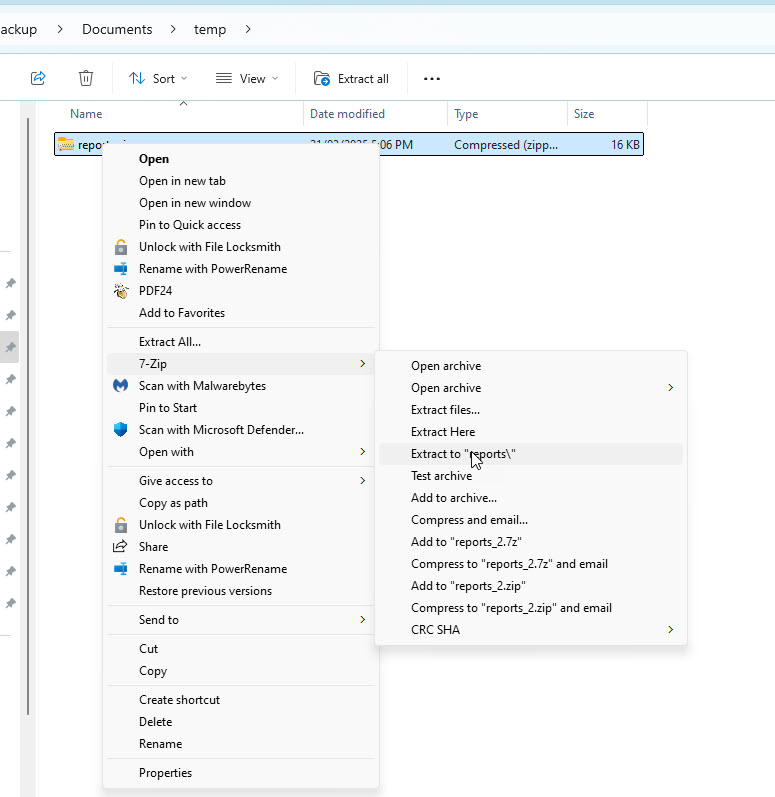 Documents > temp >
Sort View Extract all ...
Name Date modified Type Size
5:06 PM Compressed (zipp... 16 KB
Open
Open in new tab
Open in new window
Pin to Quick access
Unlock with File Locksmith
Rename with PowerRename
PDF24
Add to Favorites
Extract All...
7-Zip
Scan with Malwarebytes
Pin to Start
Scan with Microsoft Defender...
Open with
Give access to
Copy as path
Unlock with File Locksmith
Share
Rename with PowerRename
Restore previous versions
Send to
Cut
Copy
Create shortcut
Delete
Rename
Properties
Open archive
Open archive
Extract files...
Extract Here
Extract to "reports\"
Test archive
Add to archive...
Compress and email...
Add to "reports_2.7z"
Compress to "reports_2.7z" and email
Add to "reports_2.zip"
Compress to "reports_2.zip" and email
CRC SHA